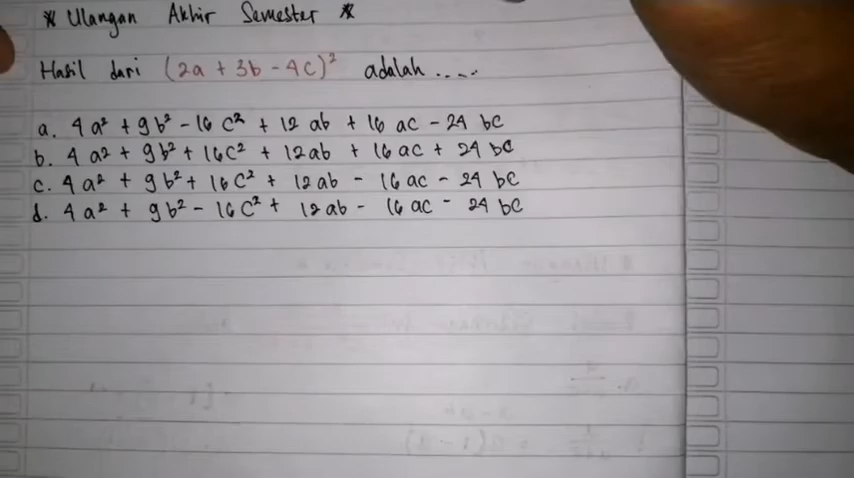 * Ulangan Akhir Semester *
Hasil dari (2a + 3b - 4c)² adalah ....
a. 4a² + 9b² - 16c² + 12ab + 16ac - 24bc
b. 4a² + 9b² + 16c² + 12ab + 16ac + 24bc
c. 4a² + 9b² + 16c² + 12ab - 16ac - 24bc
d. 4a² + 9b² - 16c² + 12ab - 16ac - 24bc